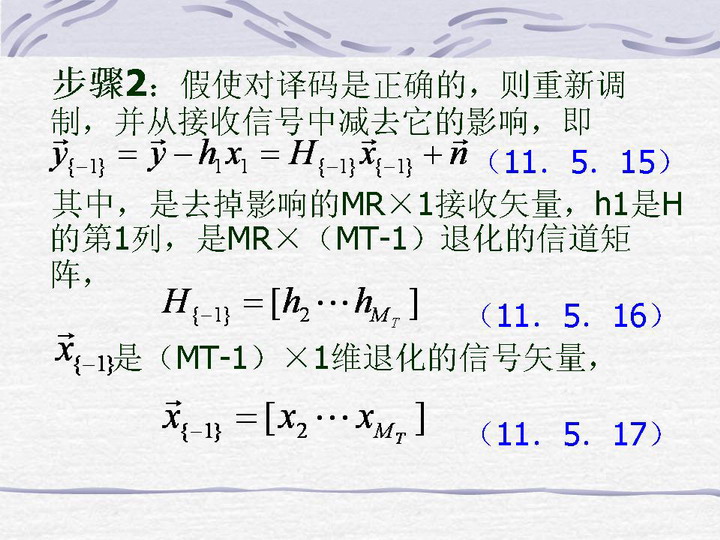 步骤2：假使对译码是正确的，则重新调
制，并从接收信号中减去它的影响，即
$\vec{y}_{\{-1\}} = \vec{y} - h_1 x_1 = H_{\{-1\}} \vec{x}_{\{-1\}} + \vec{n}$ （11．5．15）
其中，是去掉影响的MR×1接收矢量，h1是H
的第1列，是MR×（MT-1）退化的信道矩
阵，
$H_{\{-1\}} = [h_2 \cdots h_{M_T}]$ （11．5．16）
$\vec{x}_{\{-1\}}$是（MT-1）×1维退化的信号矢量，
$\vec{x}_{\{-1\}} = [x_2 \cdots x_{M_T}]$ （11．5．17）